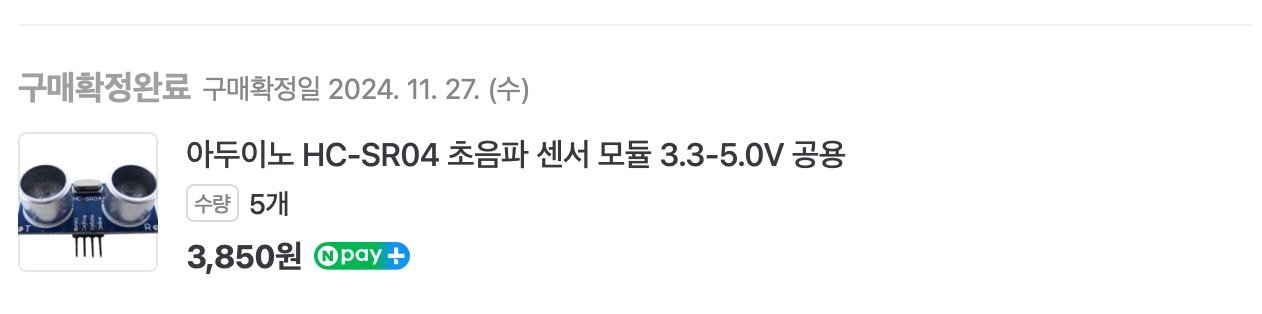 구매확정완료 구매확정일 2024. 11. 27. (수)
아두이노 HC-SR04 초음파 센서 모듈 3.3-5.0V 공용
HC-SR04
T R
수량 5개
3,850원 N pay +